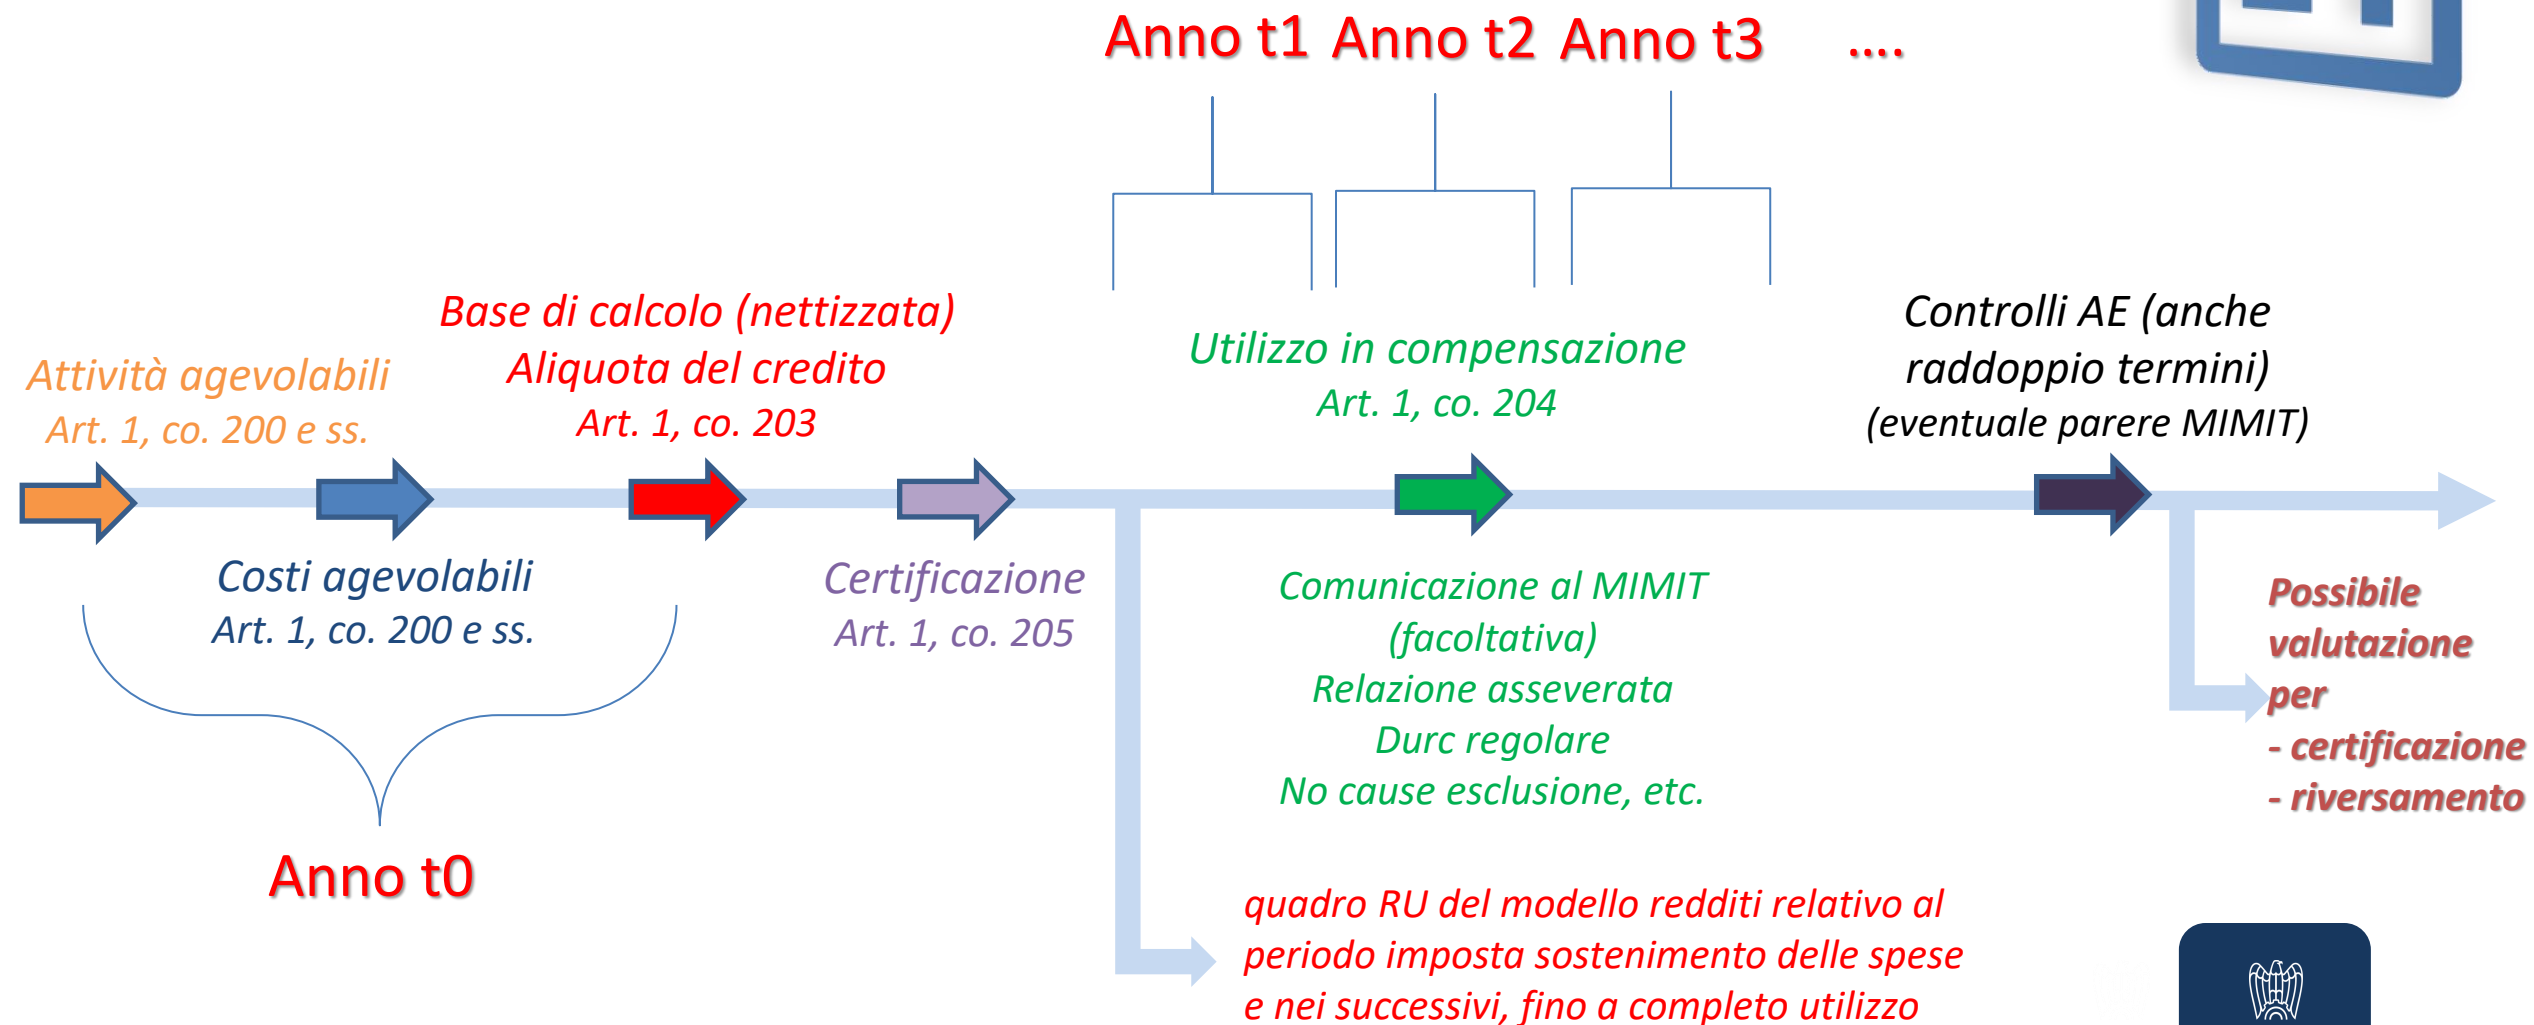 Anno t1 Anno t2 Anno t3 ....
Attività agevolabili
Art. 1, co. 200 e ss.
Base di calcolo (nettizzata)
Aliquota del credito
Art. 1, co. 203
Utilizzo in compensazione
Art. 1, co. 204
Controlli AE (anche
raddoppio termini)
(eventuale parere MIMIT)
Costi agevolabili
Art. 1, co. 200 e ss.
Certificazione
Art. 1, co. 205
Comunicazione al MIMIT
(facoltativa)
Relazione asseverata
Durc regolare
No cause esclusione, etc.
Possibile
valutazione
per
- certificazione
- riversamento
Anno t0
quadro RU del modello redditi relativo al
periodo imposta sostenimento delle spese
e nei successivi, fino a completo utilizzo